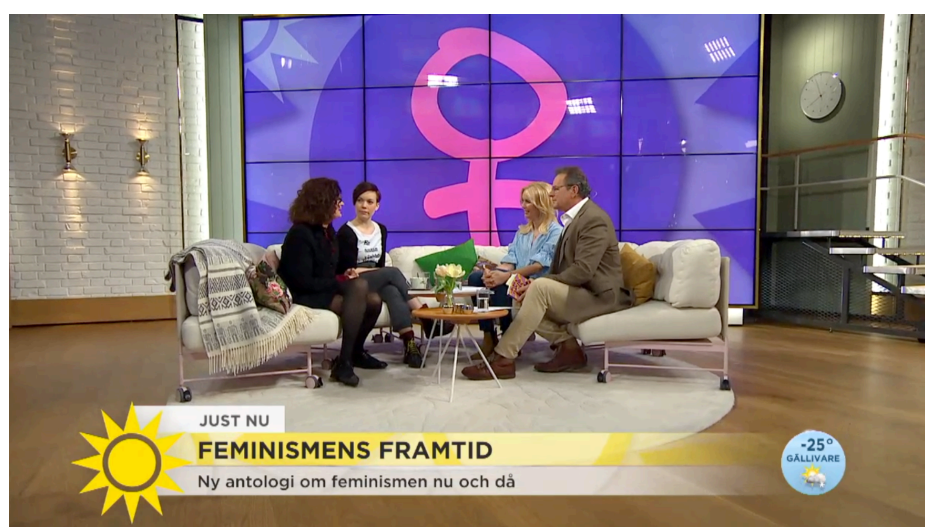 JUST NU
FEMINISMENS FRAMTID
Ny antologi om feminismen nu och då
-25°
GÄLLIVARE